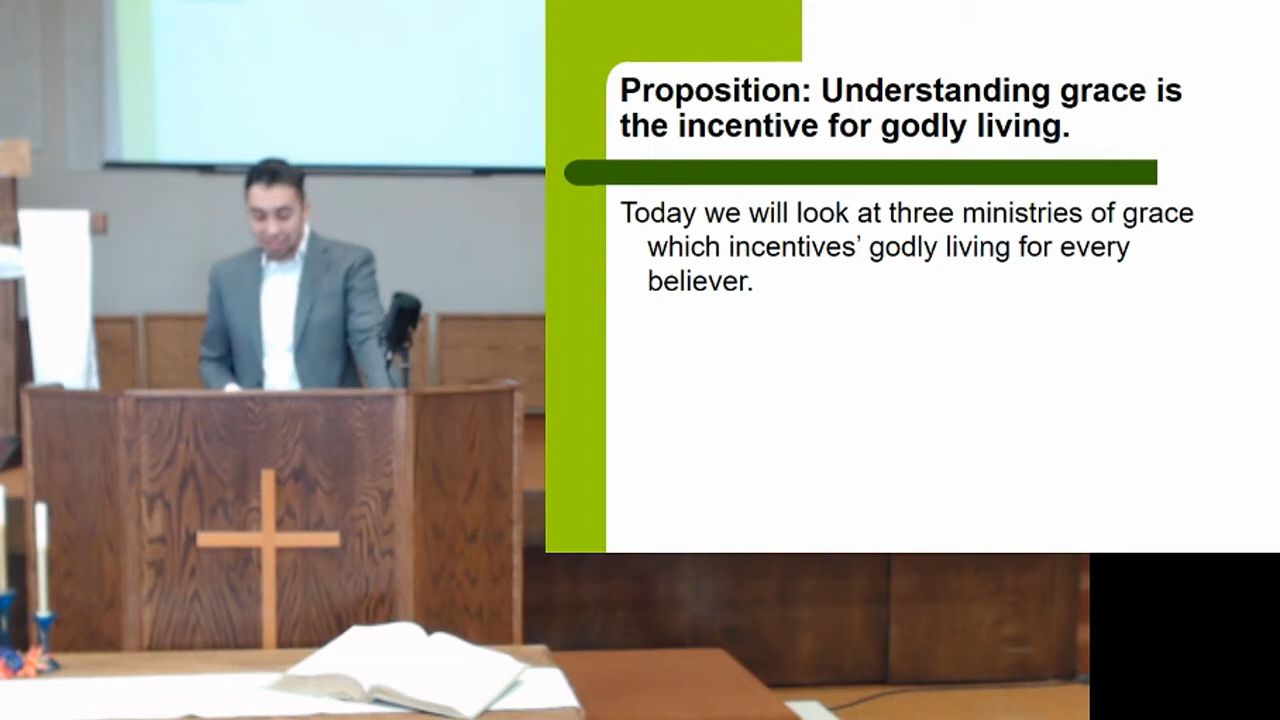 Proposition: Understanding grace is
the incentive for godly living.
Today we will look at three ministries of grace
which incentives’ godly living for every
believer.